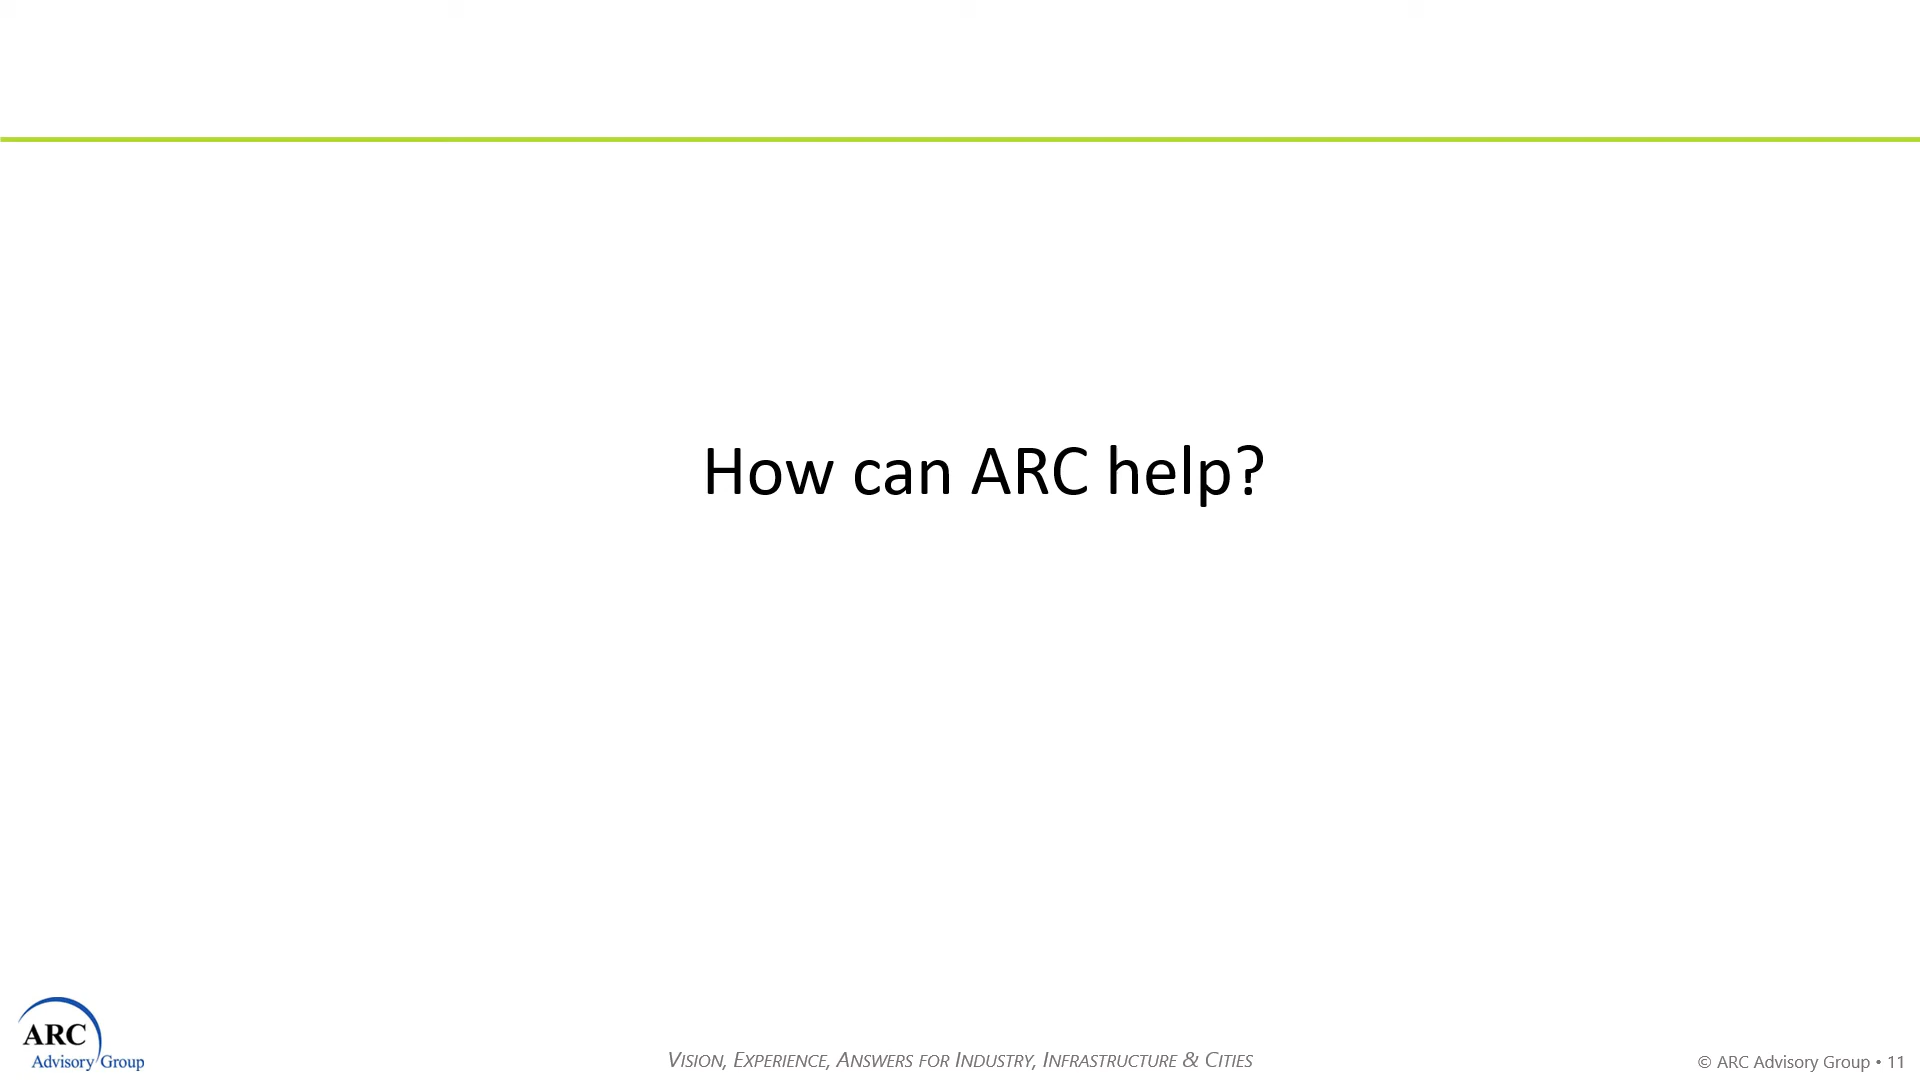 How can ARC help?
ARC
Advisory Group
VISION, EXPERIENCE, ANSWERS FOR INDUSTRY, INFRASTRUCTURE & CITIES
© ARC Advisory Group • 11